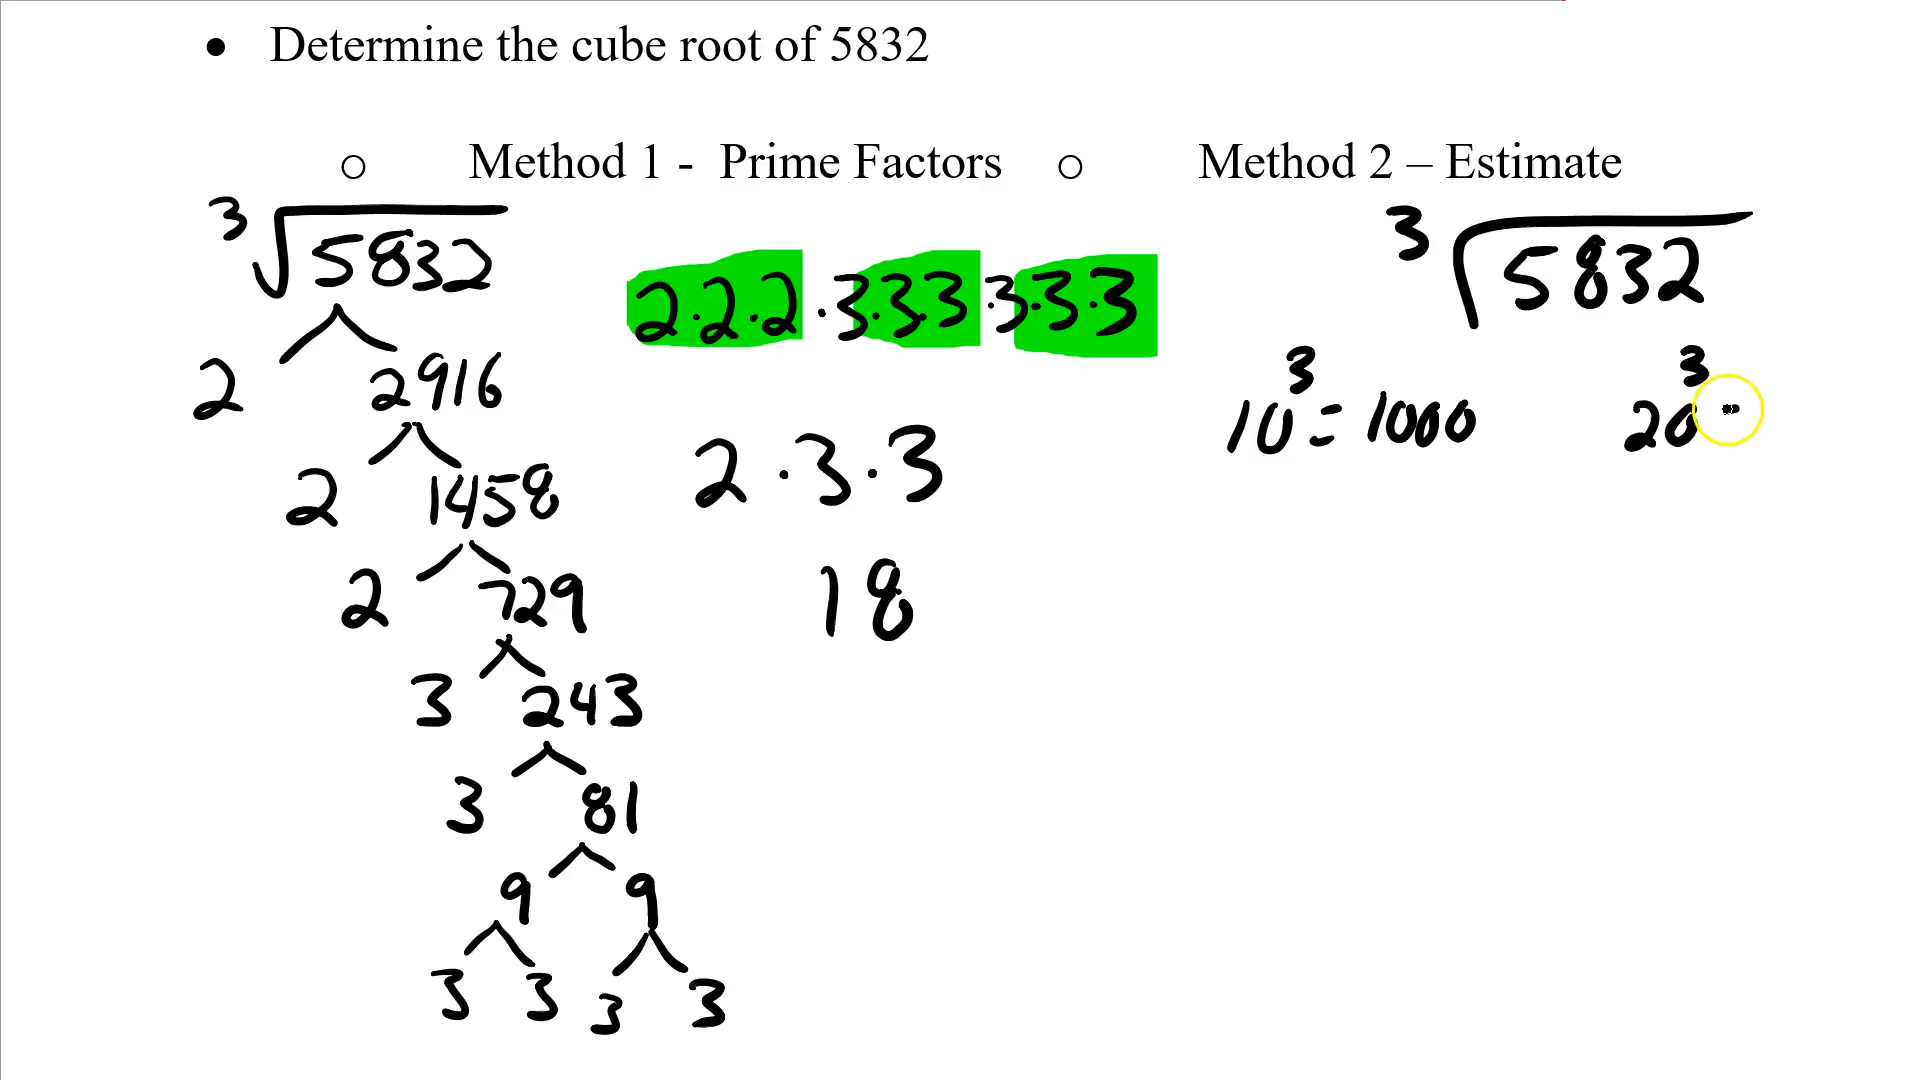 • Determine the cube root of 5832
○ Method 1 - Prime Factors ○ Method 2 – Estimate
∛5832
2 2916
2 1458
2 729
3 243
3 81
9 9
3 3 3 3
2·2·2·3·3·3·3·3·3
2·3·3
18
∛5832
10³ = 1000 20³